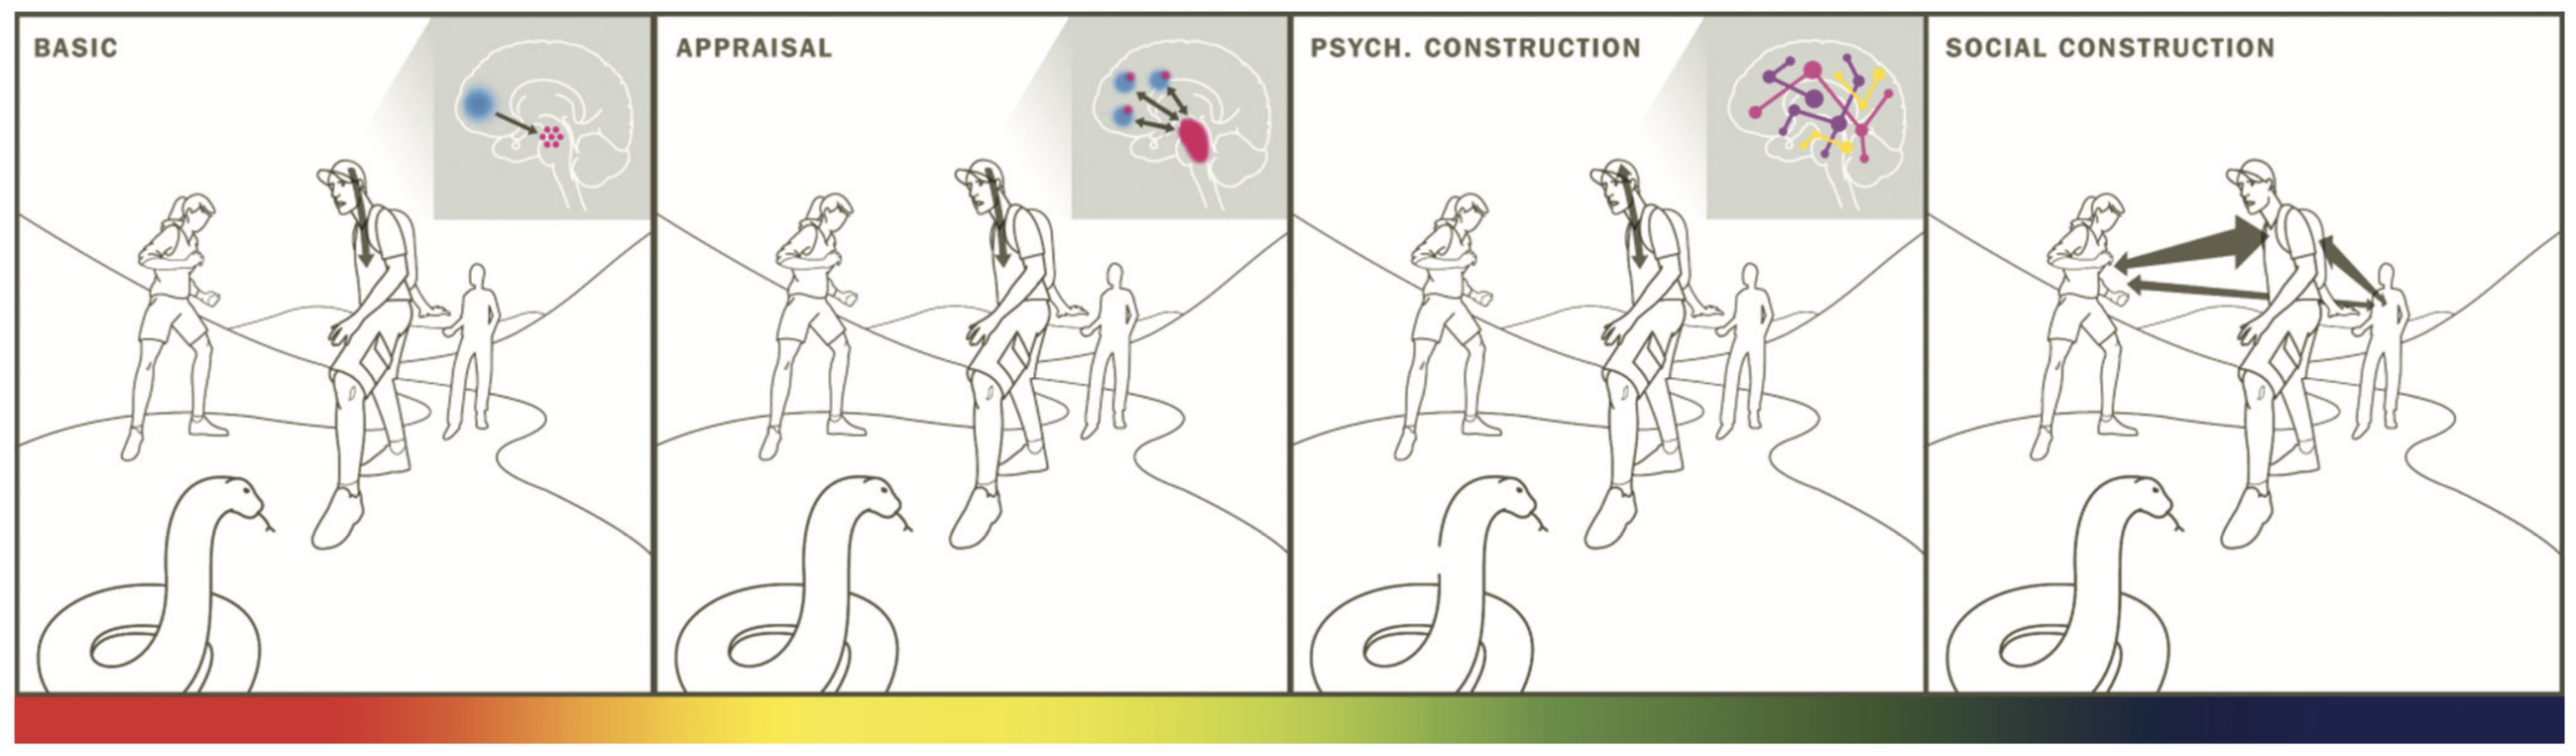 BASIC
APPRAISAL
PSYCH. CONSTRUCTION
SOCIAL CONSTRUCTION